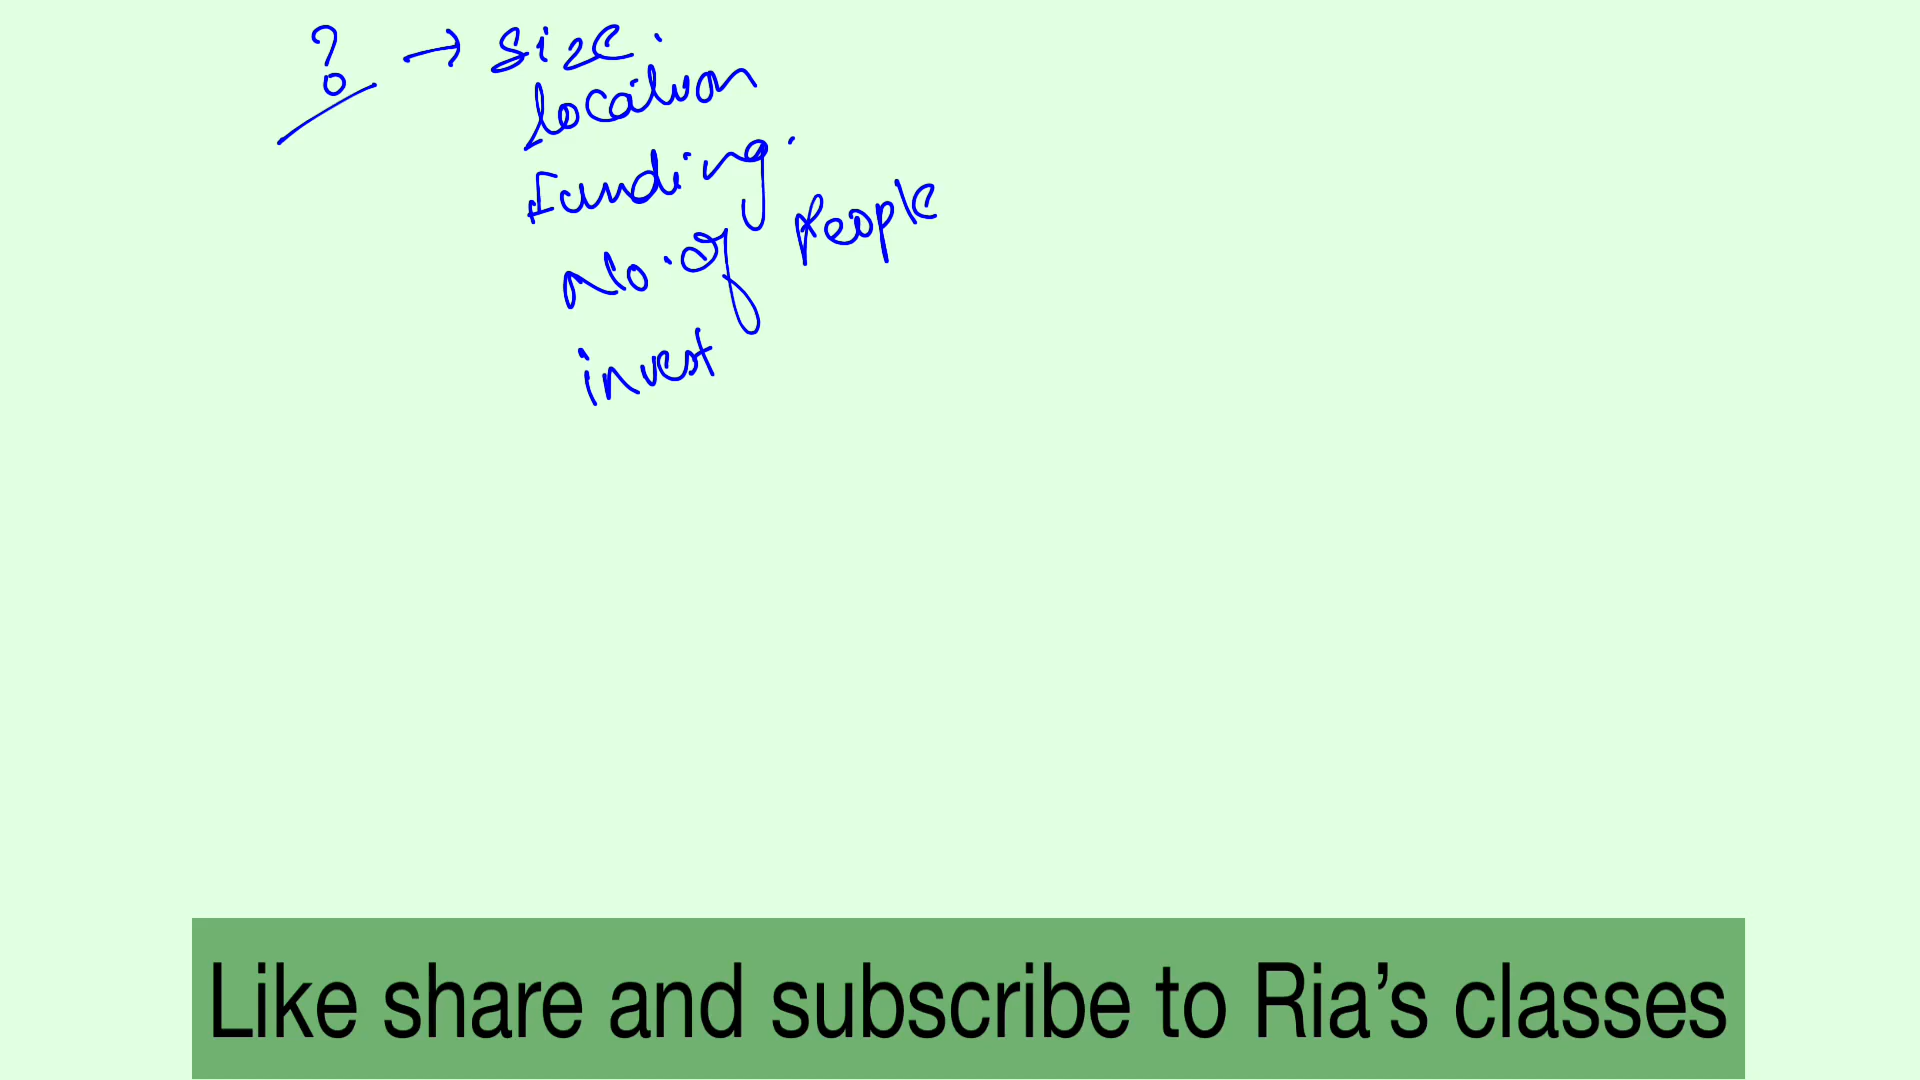 ? → Size.
location
Funding.
No. of People
invest
Like share and subscribe to Ria’s classes